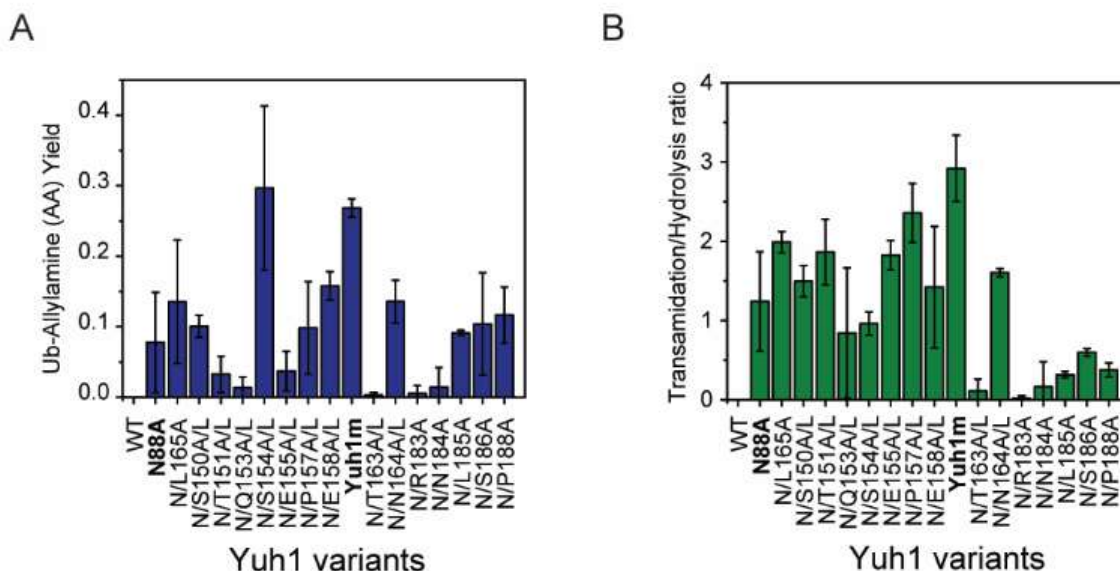 A
Ub-Allylamine (AA) Yield
0.4
0.3
0.2
0.1
0.0
WT
N88A
N/L165A
N/S150A/L
N/T151A/L
N/Q153A/L
N/S154A/L
N/E155A/L
N/P157A/L
N/E158A/L
Yuh1m
N/T163A/L
N/N164A/L
N/R183A
N/N184A
N/L185A
N/S186A
N/P188A
Yuh1 variants
B
Transamidation/Hydrolysis ratio
4
3
2
1
0
WT
N88A
N/L165A
N/S150A/L
N/T151A/L
N/Q153A/L
N/S154A/L
N/E155A/L
N/P157A/L
N/E158A/L
Yuh1m
N/T163A/L
N/N164A/L
N/R183A
N/N184A
N/L185A
N/S186A
N/P188A
Yuh1 variants